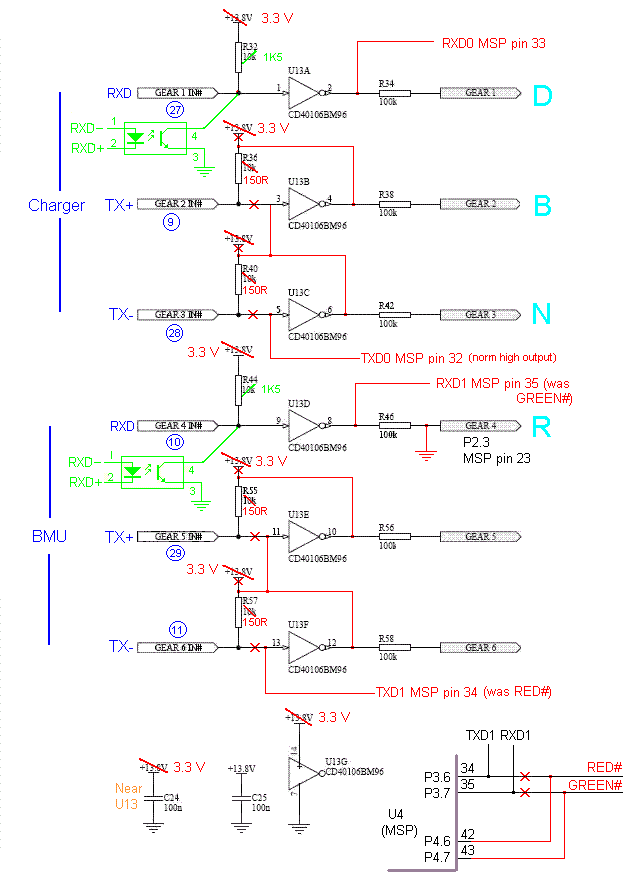 +13.8V 3.3 V
R32
10k 1K5
RXD0 MSP pin 33
U13A
RXD GEAR 1 IN# 1 2 R34 GEAR 1 D
27
CD40106BM96 100k
RXD- 1 4
RXD+ 2 3
+13.8V 3.3 V
R36
10k
150R
U13B
Charger TX+ GEAR 2 IN# 3 4 R38 GEAR 2 B
9
CD40106BM96 100k
+13.8V
R40
10k
150R
U13C
TX- GEAR 3 IN# 5 6 R42 GEAR 3 N
28
CD40106BM96 100k
3.3 V +13.8V
TXD0 MSP pin 32 (norm high output)
R44
10k 1K5
RXD1 MSP pin 35 (was
GREEN#)
U13D
RXD GEAR 4 IN# 9 8 R46 GEAR 4 R
10
CD40106BM96 100k
P2.3
MSP pin 23
RXD- 1 4
RXD+ 2 3
+13.8V 3.3 V
R55
10k
150R
U13E
BMU TX+ GEAR 5 IN# 11 10 R56 GEAR 5
29
CD40106BM96 100k
3.3 V +13.8V
R57
10k
150R
U13F
11
TX- GEAR 6 IN# 13 12 R58 GEAR 6
CD40106BM96 100k
TXD1 MSP pin 34 (was RED#)
+13.8V 3.3 V
14
U13G
CD40106BM96
7
+13.8V 3.3 V
Near
U13
C24
100n
+13.8V
C25
100n
TXD1 RXD1
P3.6 34 RED#
P3.7 35 GREEN#
U4
(MSP)
P4.6 42
P4.7 43